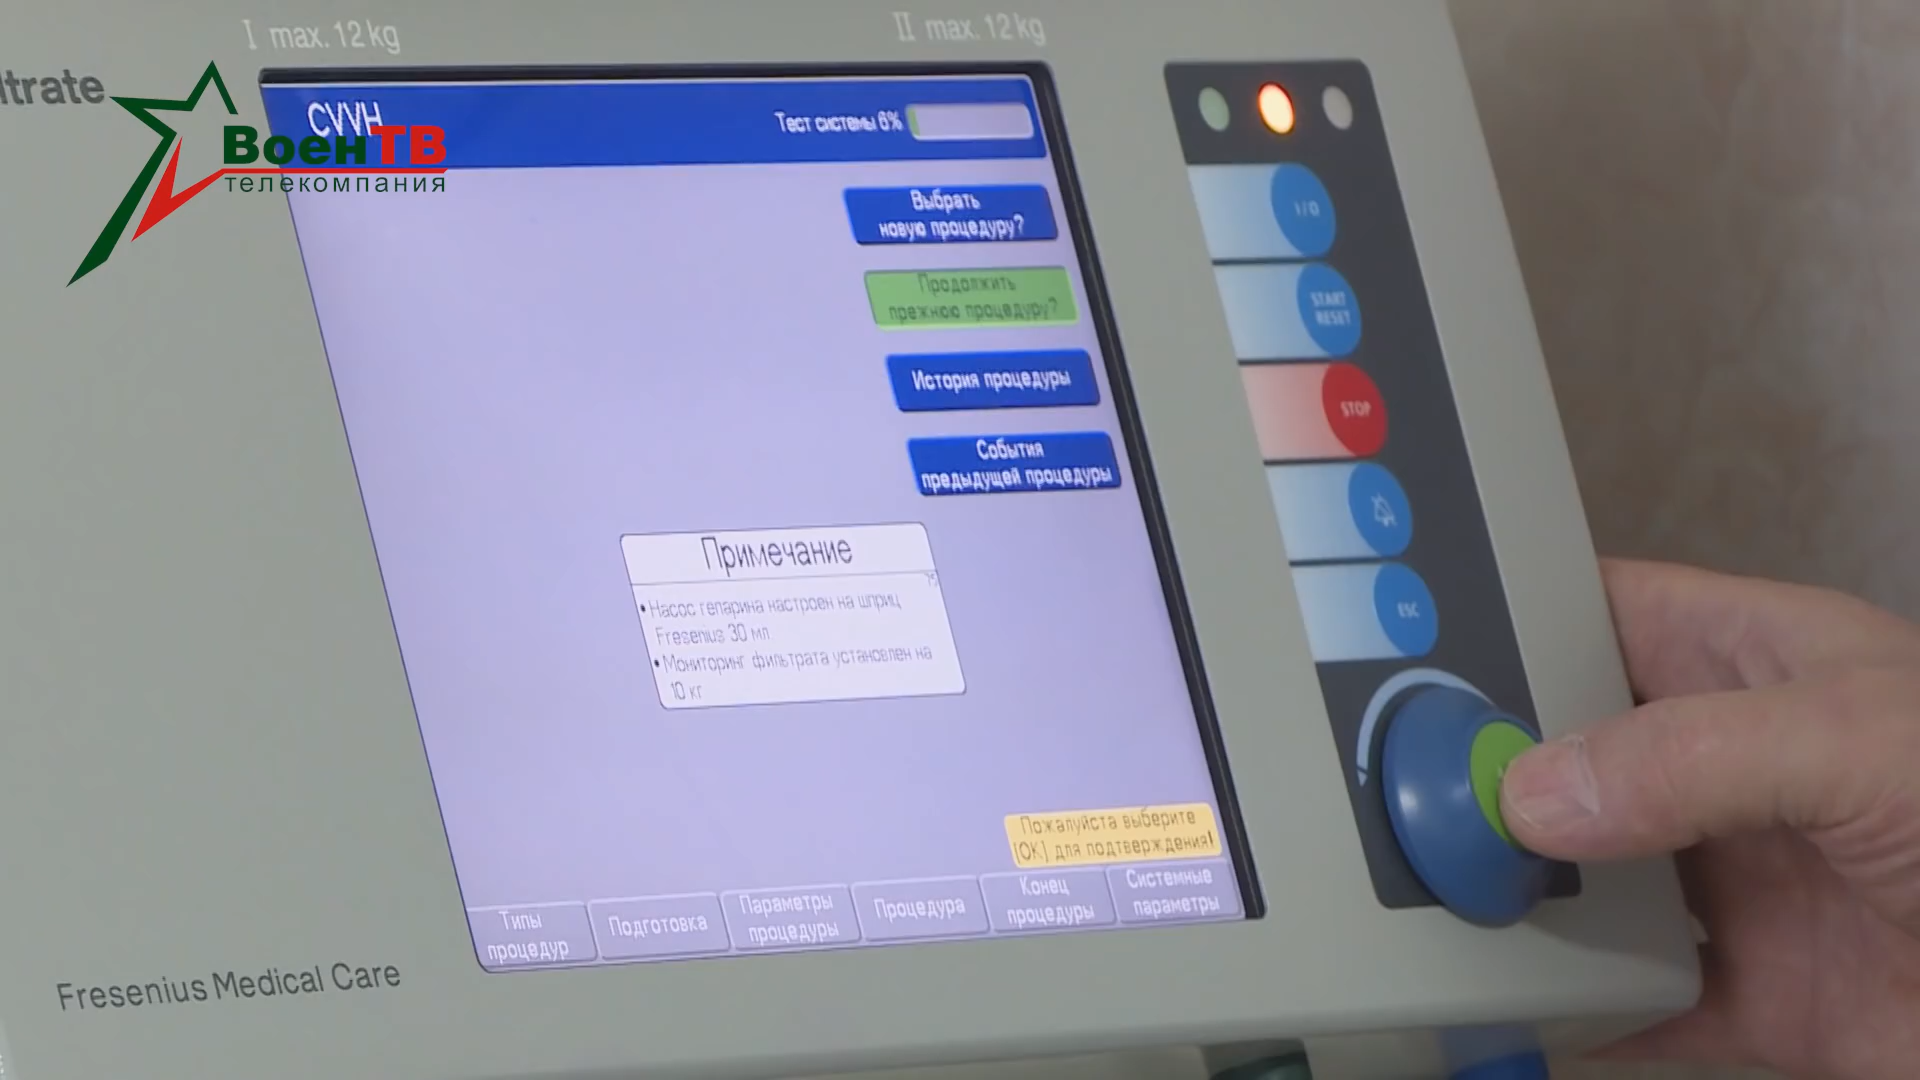 I max. 12 kg
II max. 12 kg
ltrate
ВоенТВ
телекомпания
CVVH
Тест системы 6%
Выбрать
новую процедуру?
Продолжить
прежнюю процедуру?
История процедуры
События
предыдущей процедуры
Примечание
75
• Насос гепарина настроен на шприц
Fresenius 30 мл
• Мониторинг фильтрата установлен на
10 кг
Пожалуйста выберите
[OK] для подтверждения!
Типы
процедур
Подготовка
Параметры
процедуры
Процедура
Конец
процедуры
Системные
параметры
I / O
START
RESET
STOP
ESC
Fresenius Medical Care